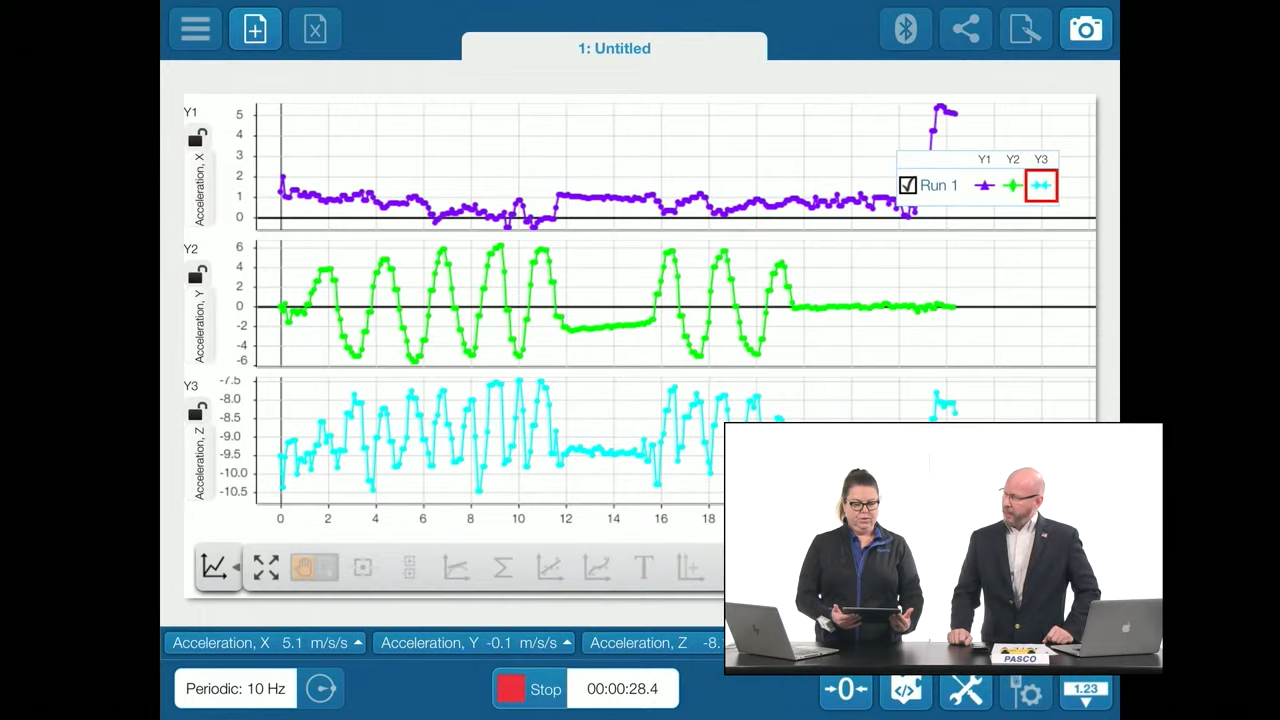 1: Untitled
Y1
Acceleration, X
5
4
3
2
1
0
Y1 Y2 Y3
Run 1
Y2
Acceleration, Y
6
4
2
0
-2
-4
-6
Y3
Acceleration, Z
-7.5
-8.0
-8.5
-9.0
-9.5
-10.0
-10.5
0 2 4 6 8 10 12 14 16 18
Σ T
Acceleration, X 5.1 m/s/s Acceleration, Y -0.1 m/s/s Acceleration, Z -8.
PASCO
Periodic: 10 Hz Stop 00:00:28.4 0 1.23